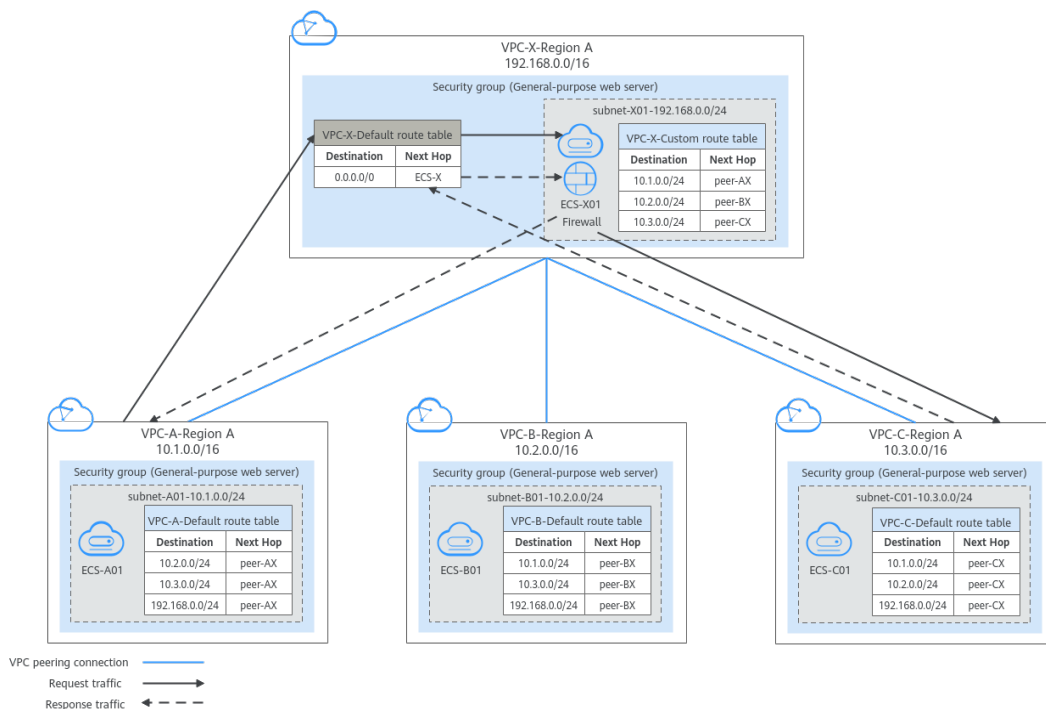 VPC-X-Region A
192.168.0.0/16
Security group (General-purpose web server)
subnet-X01-192.168.0.0/24
VPC-X-Default route table
Destination Next Hop
0.0.0.0/0 ECS-X
ECS-X01
Firewall
VPC-X-Custom route table
Destination Next Hop
10.1.0.0/24 peer-AX
10.2.0.0/24 peer-BX
10.3.0.0/24 peer-CX
VPC-A-Region A
10.1.0.0/16
Security group (General-purpose web server)
subnet-A01-10.1.0.0/24
ECS-A01
VPC-A-Default route table
Destination Next Hop
10.2.0.0/24 peer-AX
10.3.0.0/24 peer-AX
192.168.0.0/24 peer-AX
VPC-B-Region A
10.2.0.0/16
Security group (General-purpose web server)
subnet-B01-10.2.0.0/24
ECS-B01
VPC-B-Default route table
Destination Next Hop
10.1.0.0/24 peer-BX
10.3.0.0/24 peer-BX
192.168.0.0/24 peer-BX
VPC-C-Region A
10.3.0.0/16
Security group (General-purpose web server)
subnet-C01-10.3.0.0/24
ECS-C01
VPC-C-Default route table
Destination Next Hop
10.1.0.0/24 peer-CX
10.2.0.0/24 peer-CX
192.168.0.0/24 peer-CX
VPC peering connection
Request traffic
Response traffic